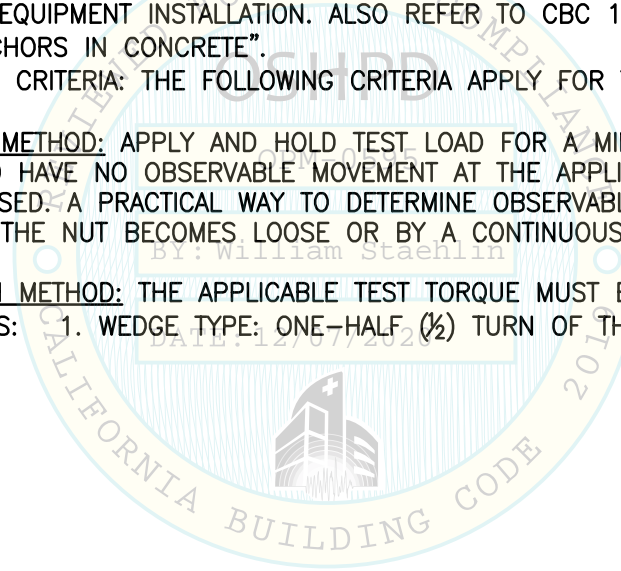 EQUIPMENT INSTALLATION. ALSO REFER TO CBC 1
CHORS IN CONCRETE”.
CRITERIA: THE FOLLOWING CRITERIA APPLY FOR
OSHPD
METHOD: APPLY AND HOLD TEST LOAD FOR A MI
OPM-0595
HAVE NO OBSERVABLE MOVEMENT AT THE APPLI
SED. A PRACTICAL WAY TO DETERMINE OBSERVABL
THE NUT BECOMES LOOSE OR BY A CONTINUOUS
BY: William Staehlin
METHOD: THE APPLICABLE TEST TORQUE MUST B
S: 1. WEDGE TYPE: ONE–HALF (½) TURN OF TH
DATE: 12/07/2020
CALIFORNIA BUILDING CODE 2019